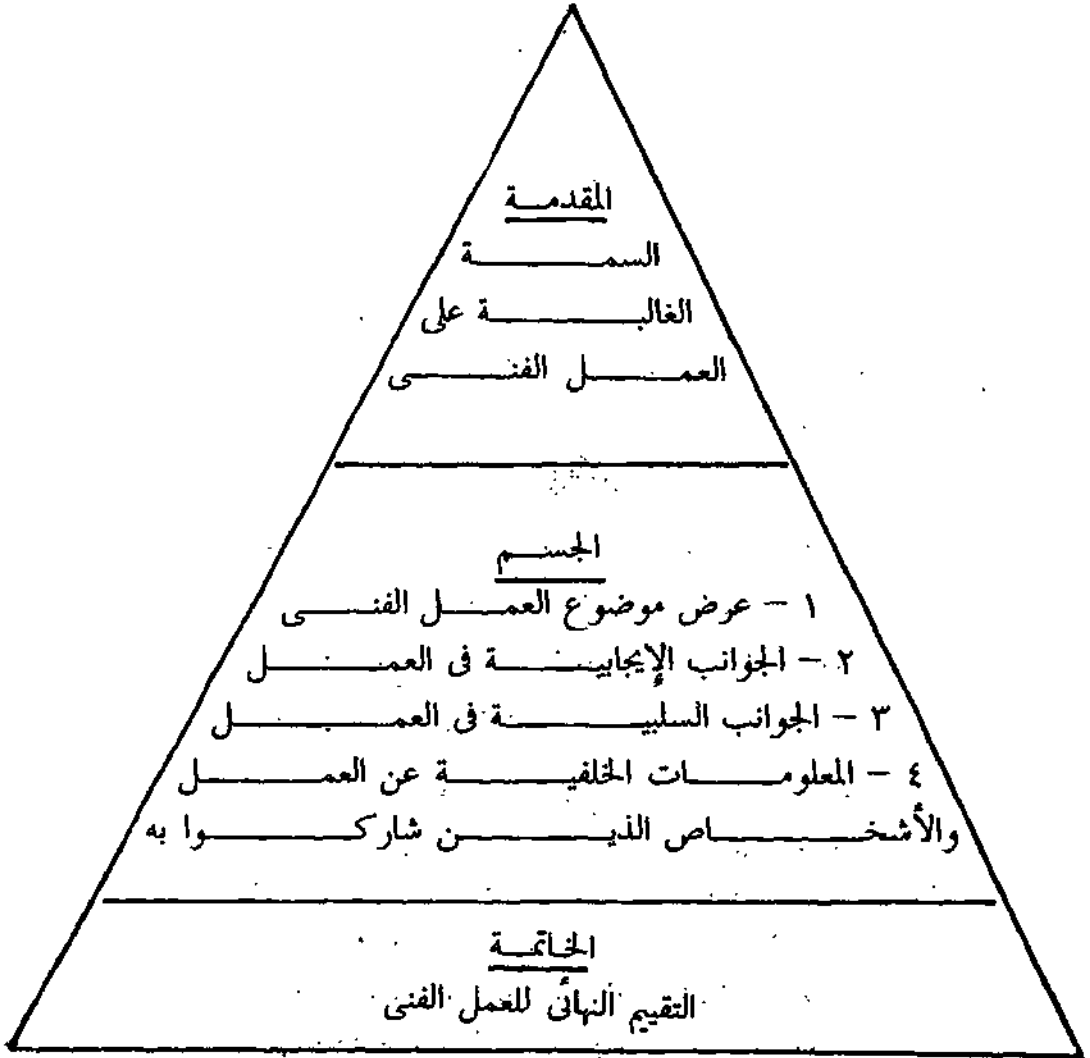 المقدمة
السمة
الغالبة على
العمل الفنى
الجسم
١ - عرض موضوع العمل الفنى
٢ - الجوانب الإيجابية فى العمل
٣ - الجوانب السلبية فى العمل
٤ - المعلومات الخلفية عن العمل
والأشخاص الذين شاركوا به
الخاتمة
التقييم النهائى للعمل الفنى